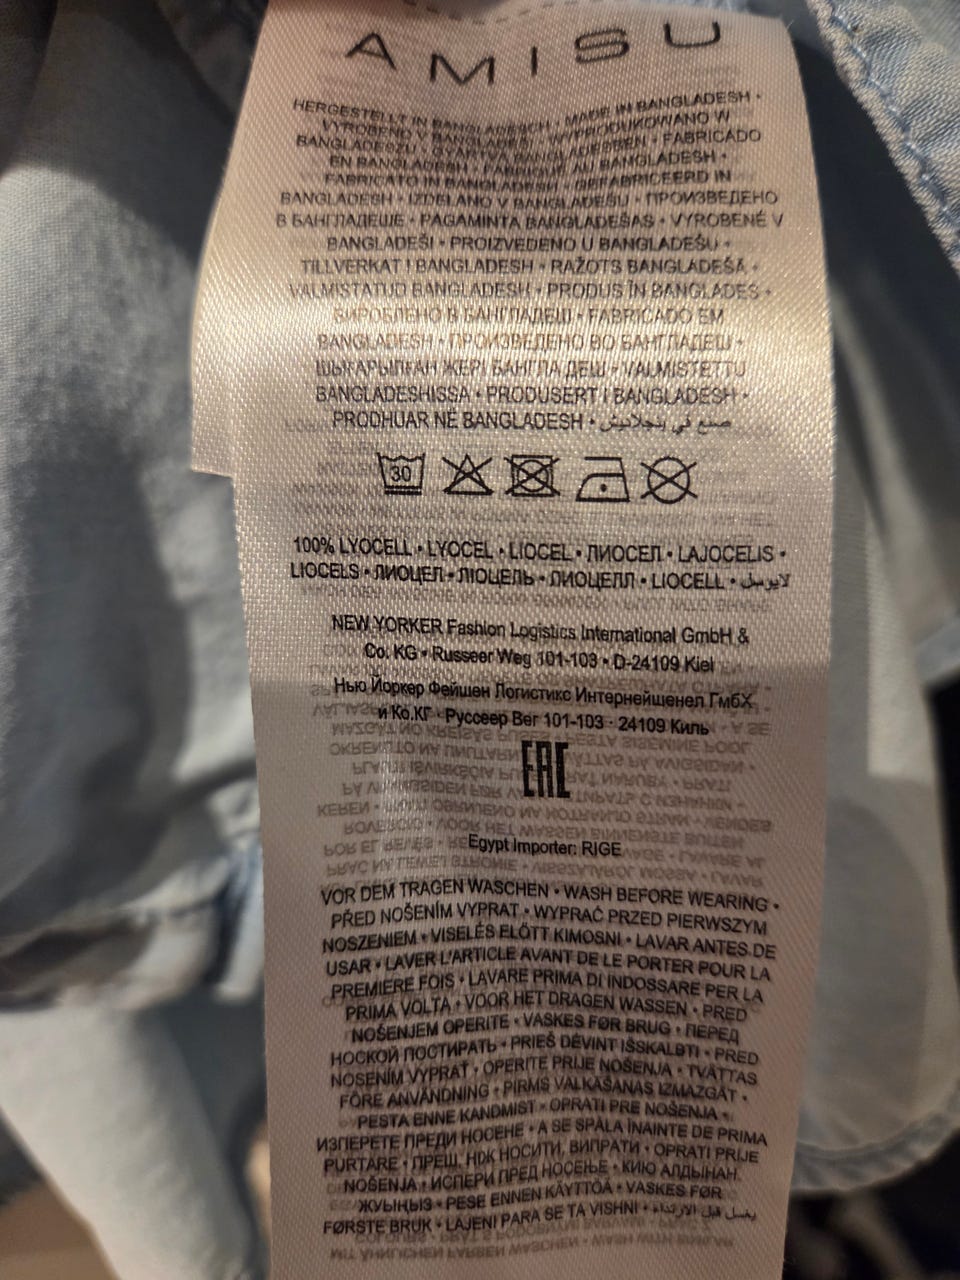 AMISU
HERGESTELLT IN BANGLADESCH • MADE IN BANGLADESH •
VYROBENO V BANGLADÉŠI • WYPRODUKOWANO W
BANGLADESZU • GYÁRTVA BANGLADESBEN • FABRICADO
EN BANGLADESH • FABRIQUÉ AU BANGLADESH •
FABRICATO IN BANGLADESH • GEFABRICEERD IN
BANGLADESH • IZDELANO V BANGLADEŠU • ПРОИЗВЕДЕНО
В БАНГЛАДЕШЕ • PAGAMINTA BANGLADEŠAS • VYROBENÉ V
BANGLADEŠI • PROIZVEDENO U BANGLADEŠU •
TILLVERKAT I BANGLADESH • RAŽOTS BANGLADEŠĀ •
VALMISTATUD BANGLADESH • PRODUS ÎN BANGLADES •
ВИРОБЛЕНО В БАНГЛАДЕШ • FABRICADO EM
BANGLADESH • ПРОИЗВЕДЕНО ВО БАНГЛАДЕШ •
ШЫҒАРЫЛҒАН ЖЕРІ БАНГЛА ДЕШ • VALMISTETTU
BANGLADESHISSA • PRODUSERT I BANGLADESH •
PRODHUAR NË BANGLADESH • صنع في بنجلاديش
30
100% LYOCELL • LYOCEL • LIOCEL • ЛИОСЕЛ • LAJOCELIS •
LIOCELS • ЛИОЦЕЛ • ЛІОЦЕЛЬ • ЛИОЦЕЛЛ • LIOCELL • لايوسل
NEW YORKER Fashion Logistics International GmbH &
Co. KG • Russeer Weg 101-103 • D-24109 Kiel
Нью Йоркер Фейшен Логистикс Интернейшенел ГмбХ
и Ко.КГ · Руссеер Вег 101-103 · 24109 Киль
EAC
Egypt Importer: RIGE
VOR DEM TRAGEN WASCHEN • WASH BEFORE WEARING •
PŘED NOŠENÍM VYPRAT • WYPRAĆ PRZED PIERWSZYM
NOSZENIEM • VISELÉS ELŐTT KIMOSNI • LAVAR ANTES DE
USAR • LAVER L'ARTICLE AVANT DE LE PORTER POUR LA
PREMIÈRE FOIS • LAVARE PRIMA DI INDOSSARE PER LA
PRIMA VOLTA • VOOR HET DRAGEN WASSEN • PRED
NOŠENJEM OPERITE • VASKES FØR BRUG • ПЕРЕД
НОСКОЙ ПОСТИРАТЬ • PRIEŠ DĖVINT IŠSKALBTI • PRED
NOSENÍM VYPRAT • OPERITE PRIJE NOŠENJA • TVÄTTAS
FÖRE ANVÄNDNING • PIRMS VALKĀŠANAS IZMAZGĀT •
PESTA ENNE KANDMIST • OPRATI PRE NOŠENJA •
ИЗПЕРЕТЕ ПРЕДИ НОСЕНЕ • A SE SPĂLA ÎNAINTE DE PRIMA
PURTARE • ПРЕШ, НІЖ НОСИТИ, ВИПРАТИ • OPRATI PRIJE
NOŠENJA • ИСПЕРИ ПРЕД НОСЕЊЕ • КИЮ АЛДЫНАН
ЖУЫҢЫЗ • PESE ENNEN KÄYTTÖÄ • VASKES FØR
FØRSTE BRUK • LAJENI PARA SE TA VISHNI • يغسل قبل الارتداء